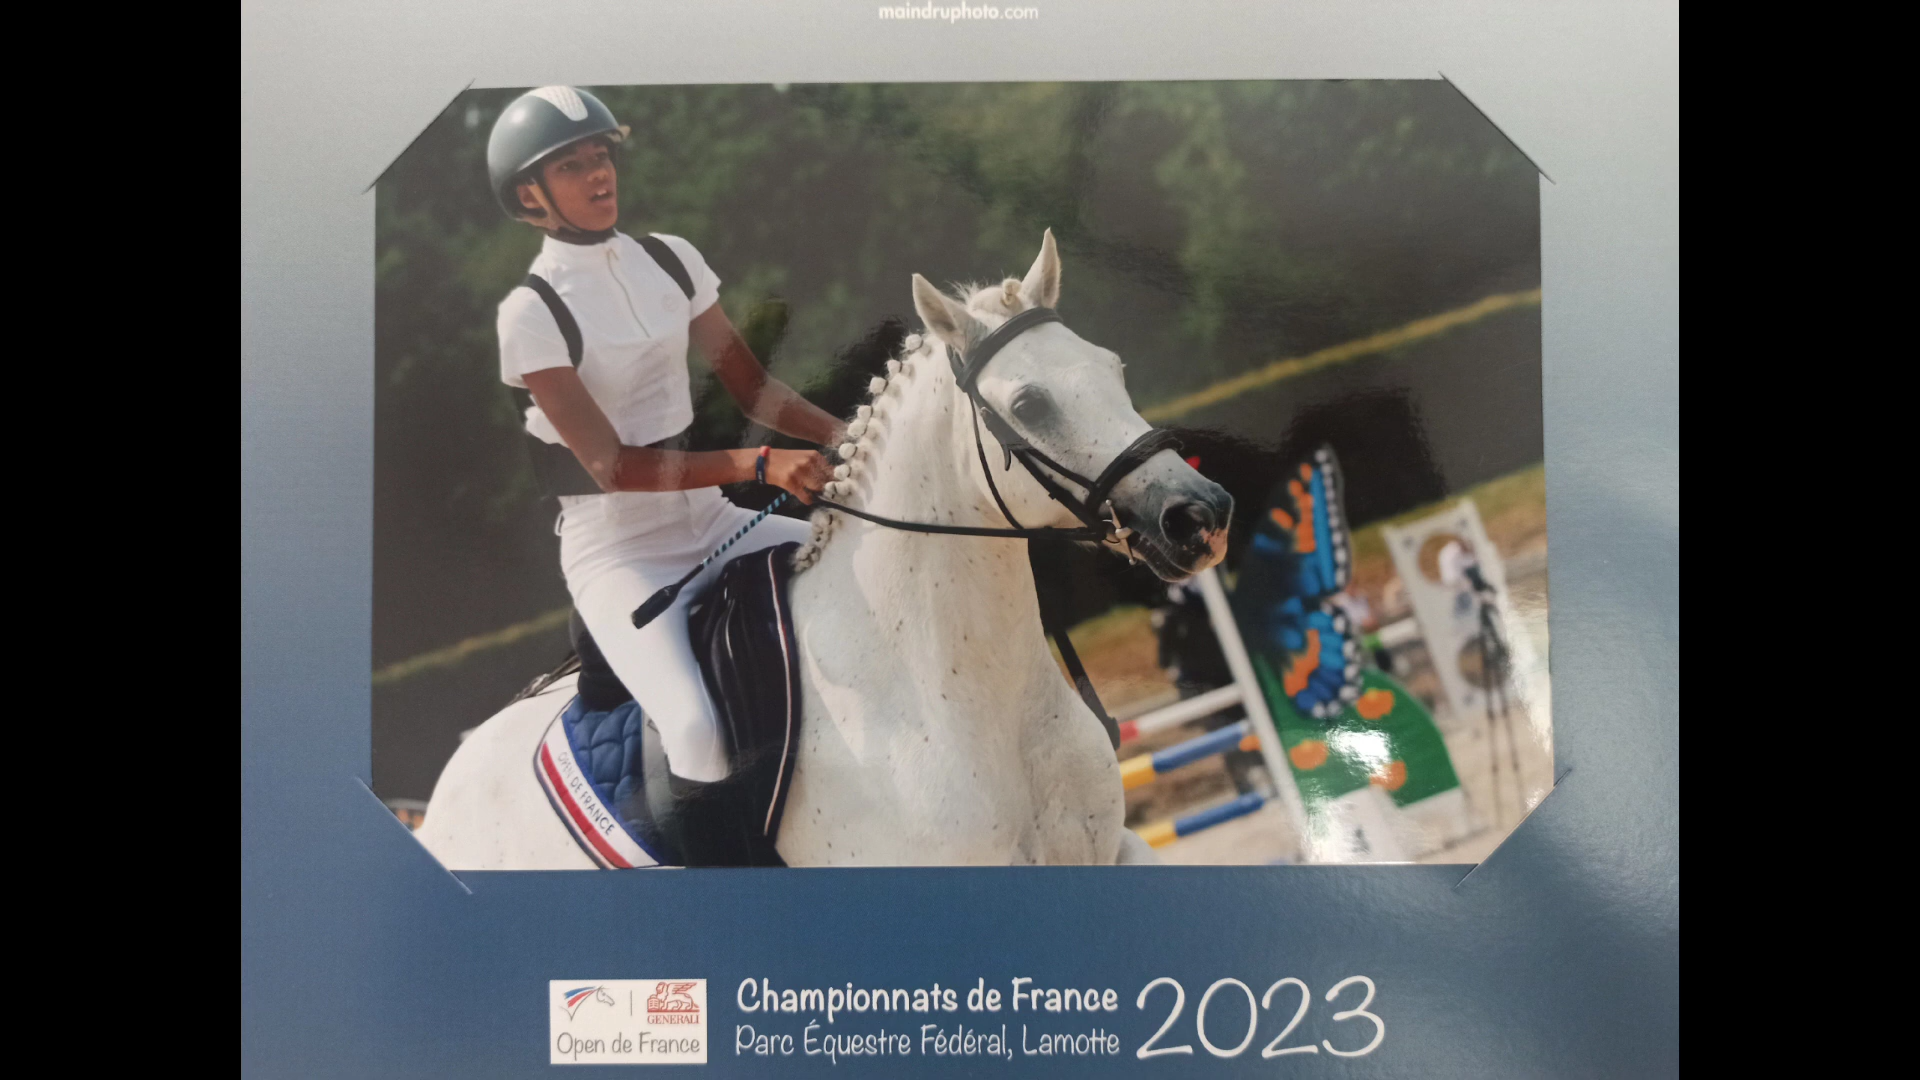 maindruphoto.com
OPEN DE FRANCE
GENERALI
Open de France
Championnats de France
Parc Équestre Fédéral, Lamotte
2023